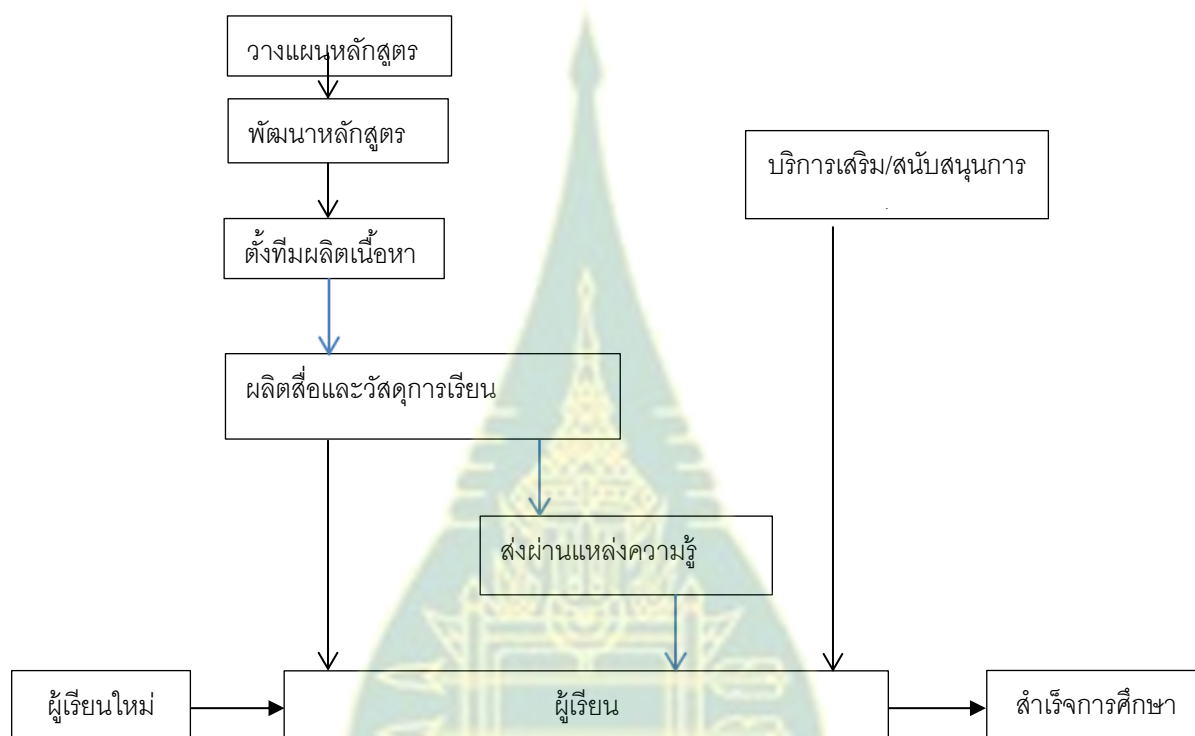 วางแผนหลักสูตร
พัฒนาหลักสูตร
บริการเสริม/สนับสนุนการ
ตั้งทีมผลิตเนื้อหา
ผลิตสื่อและวัสดุการเรียน
ส่งผ่านแหล่งความรู้
ผู้เรียนใหม่
ผู้เรียน
สำเร็จการศึกษา